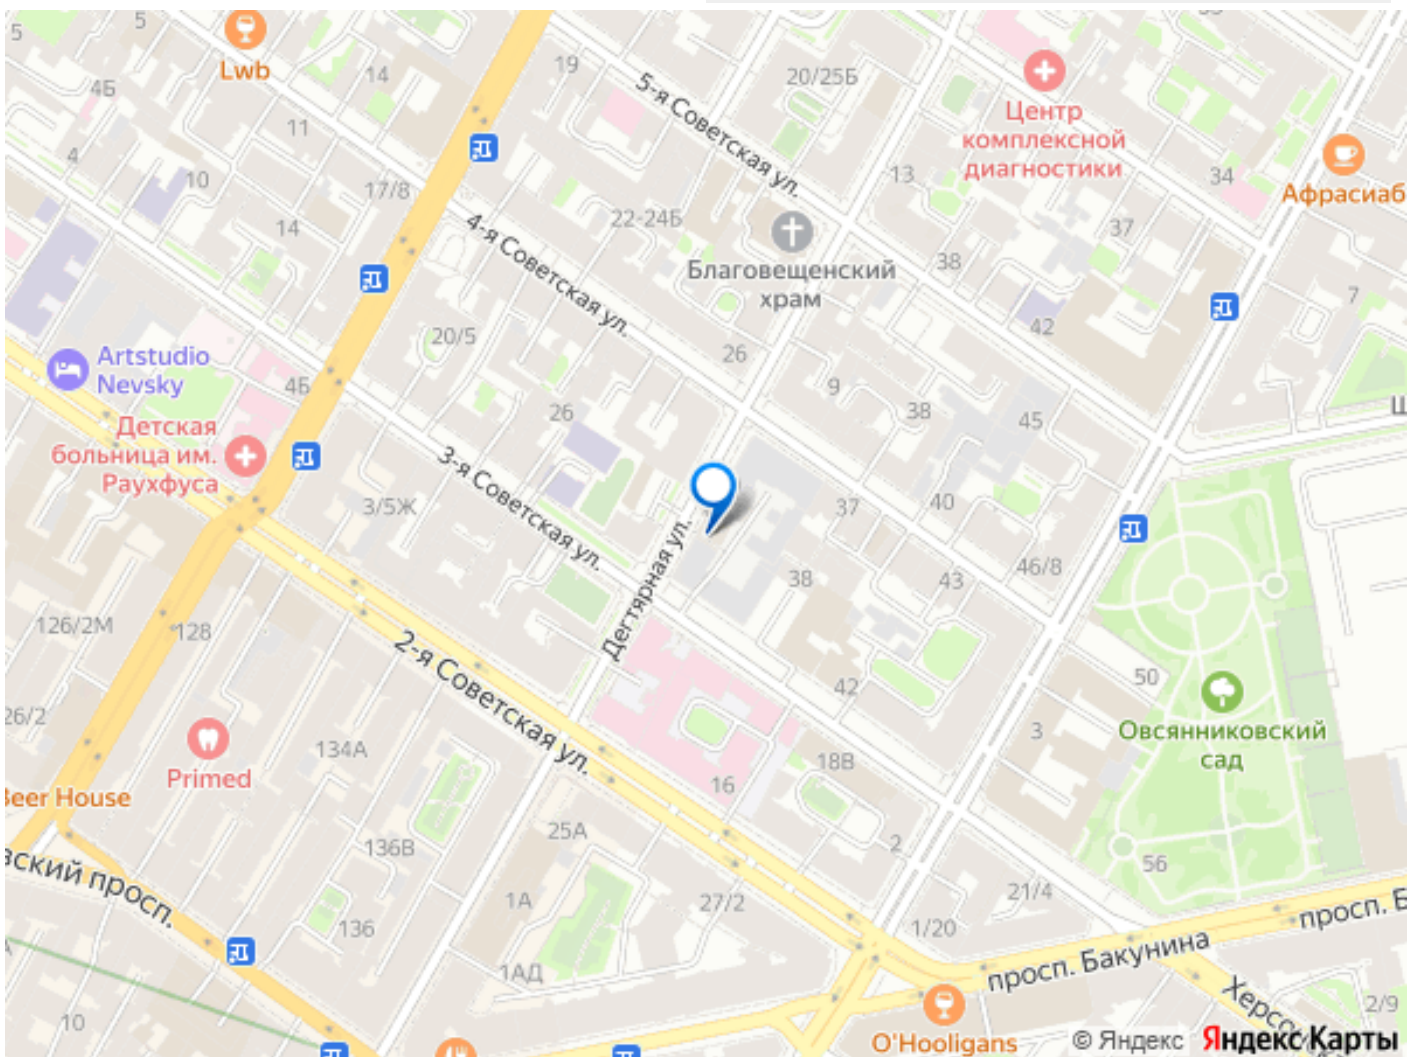 5
5
Lwb
14
4Б
11
4
10
17/8
14
19
20/25Б
5-я Советская ул.
Центр
комплексной
диагностики
13
34
Афрасиаб
22-24Б
4-я Советская ул.
Благовещенский
храм
38
37
7
42
20/5
26
9
38
45
Artstudio
Nevsky
4Б
Детская
больница им.
Раухфуса
26
3-я Советская ул.
3/5Ж
Дегтярная ул.
37
40
38
43
46/8
126/2М
128
2-я Советская ул.
42
50
3
Овсянниковский
сад
26/2
134А
Primed
18В
16
Beer House
25А
136В
2
56
вский просп.
1А
27/2
21/4
136
1/20
просп. Б
просп. Бакунина
1АД
Херсо
2/9
10
O'Hooligans
© Яндекс Яндекс Карты